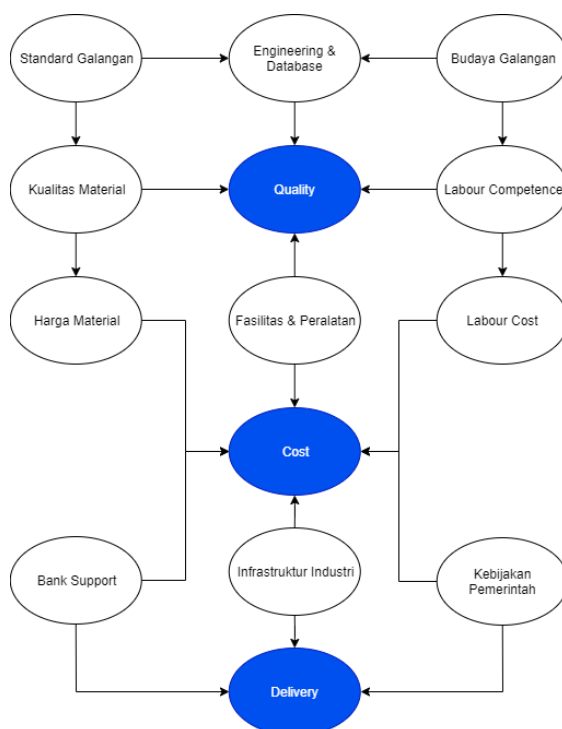 Standard Galangan
Engineering &
Database
Budaya Galangan
Kualitas Material
Quality
Labour Competence
Harga Material
Fasilitas & Peralatan
Labour Cost
Cost
Bank Support
Infrastruktur Industri
Kebijakan
Pemerintah
Delivery